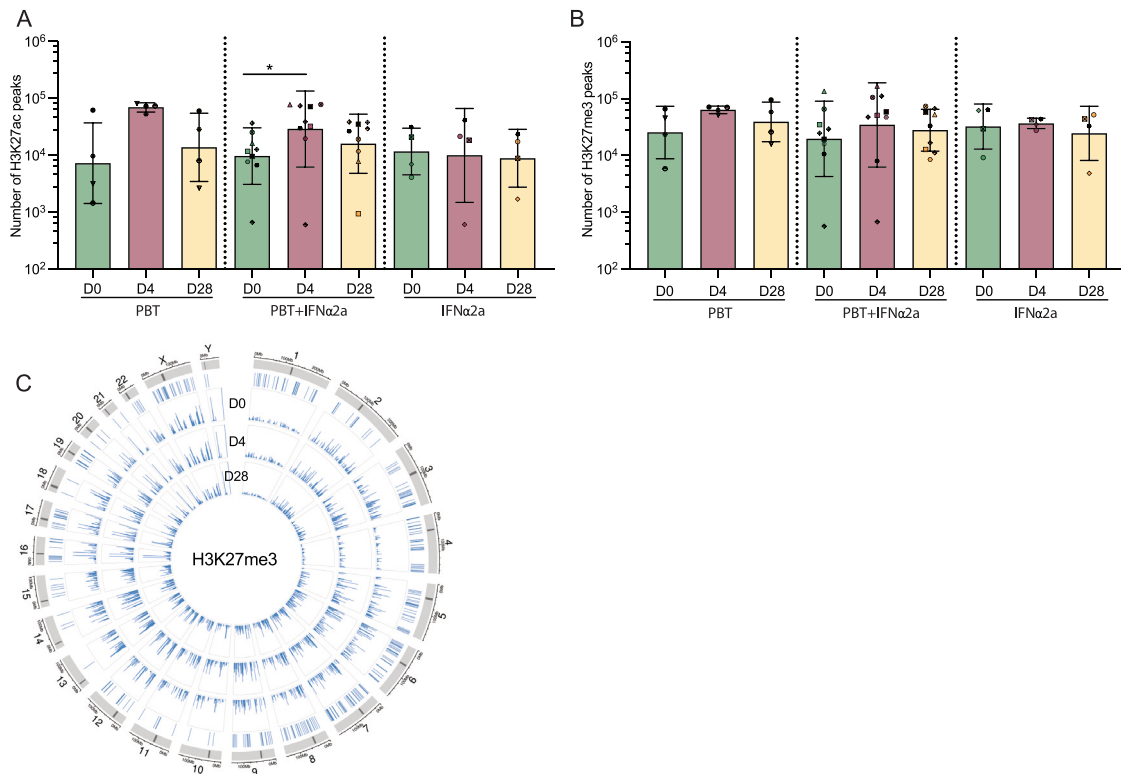 A
Number of H3K27ac peaks
10⁶
10⁵
10⁴
10³
10²
*
D0 D4 D28 D0 D4 D28 D0 D4 D28
PBT PBT+IFNα2a IFNα2a
B
Number of H3K27me3 peaks
10⁶
10⁵
10⁴
10³
10²
D0 D4 D28 D0 D4 D28 D0 D4 D28
PBT PBT+IFNα2a IFNα2a
C
1
2
3
4
5
6
7
8
9
10
11
12
13
14
15
16
17
18
19
20
21
22
X
Y
D0
D4
D28
H3K27me3